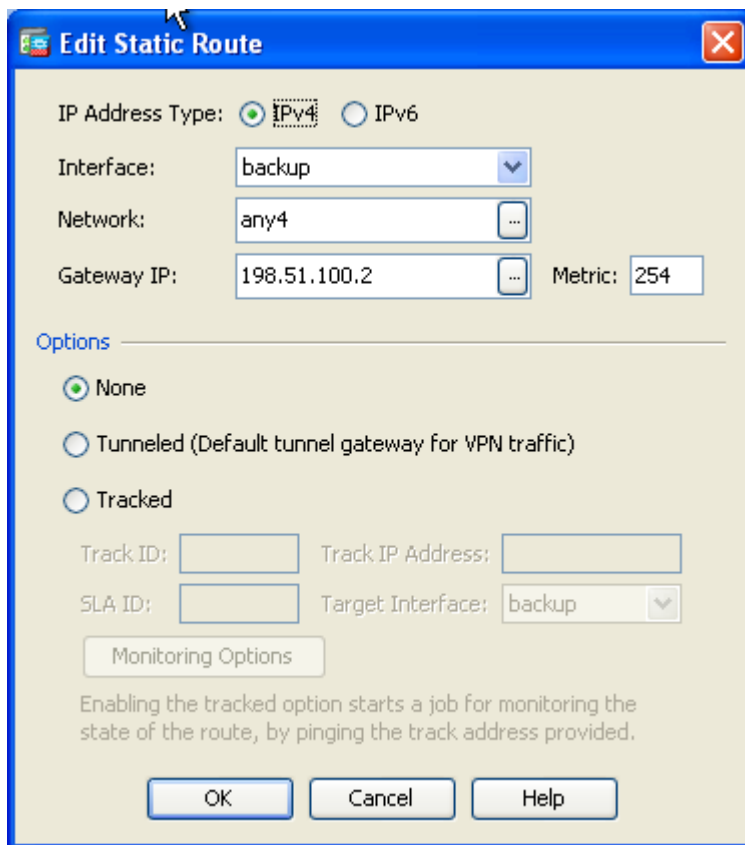 Edit Static Route
IP Address Type: IPv4 IPv6
Interface: backup
Network: any4 ...
Gateway IP: 198.51.100.2 ... Metric: 254
Options
None
Tunneled (Default tunnel gateway for VPN traffic)
Tracked
Track ID: Track IP Address:
SLA ID: Target Interface: backup
Monitoring Options
Enabling the tracked option starts a job for monitoring the
state of the route, by pinging the track address provided.
OK Cancel Help